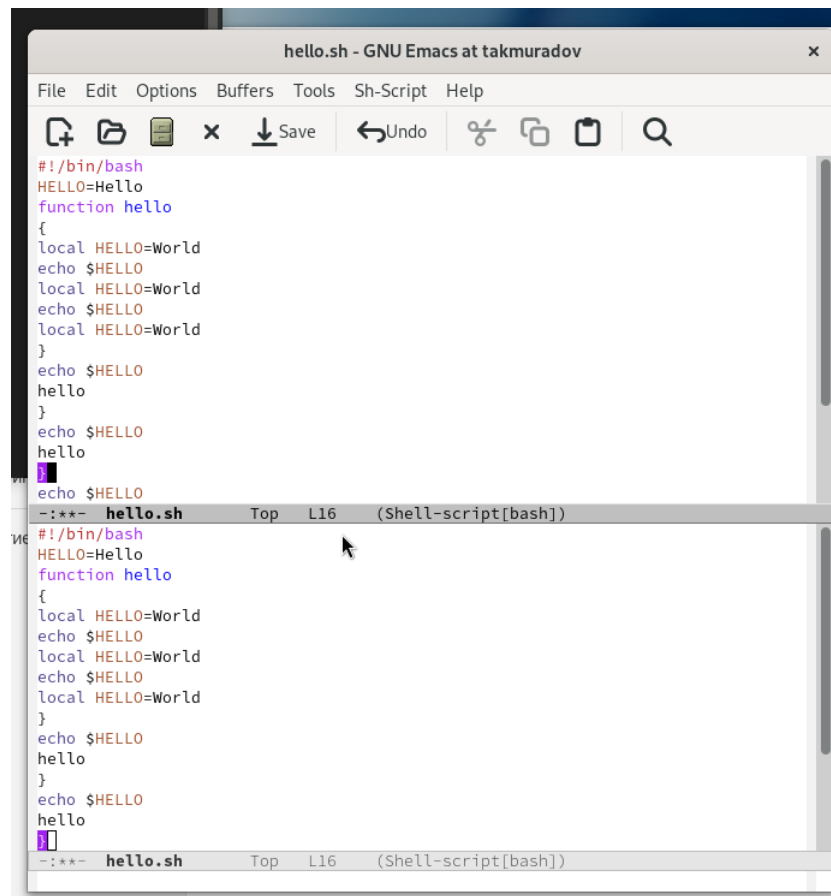 hello.sh - GNU Emacs at takmuradov
File Edit Options Buffers Tools Sh-Script Help
Save Undo
#!/bin/bash
HELLO=Hello
function hello
{
local HELLO=World
echo $HELLO
local HELLO=World
echo $HELLO
local HELLO=World
}
echo $HELLO
hello
}
echo $HELLO
hello
}
echo $HELLO
-:**- hello.sh Top L16 (Shell-script[bash])
#!/bin/bash
HELLO=Hello
function hello
{
local HELLO=World
echo $HELLO
local HELLO=World
echo $HELLO
local HELLO=World
}
echo $HELLO
hello
}
echo $HELLO
hello
}
-:**- hello.sh Top L16 (Shell-script[bash])